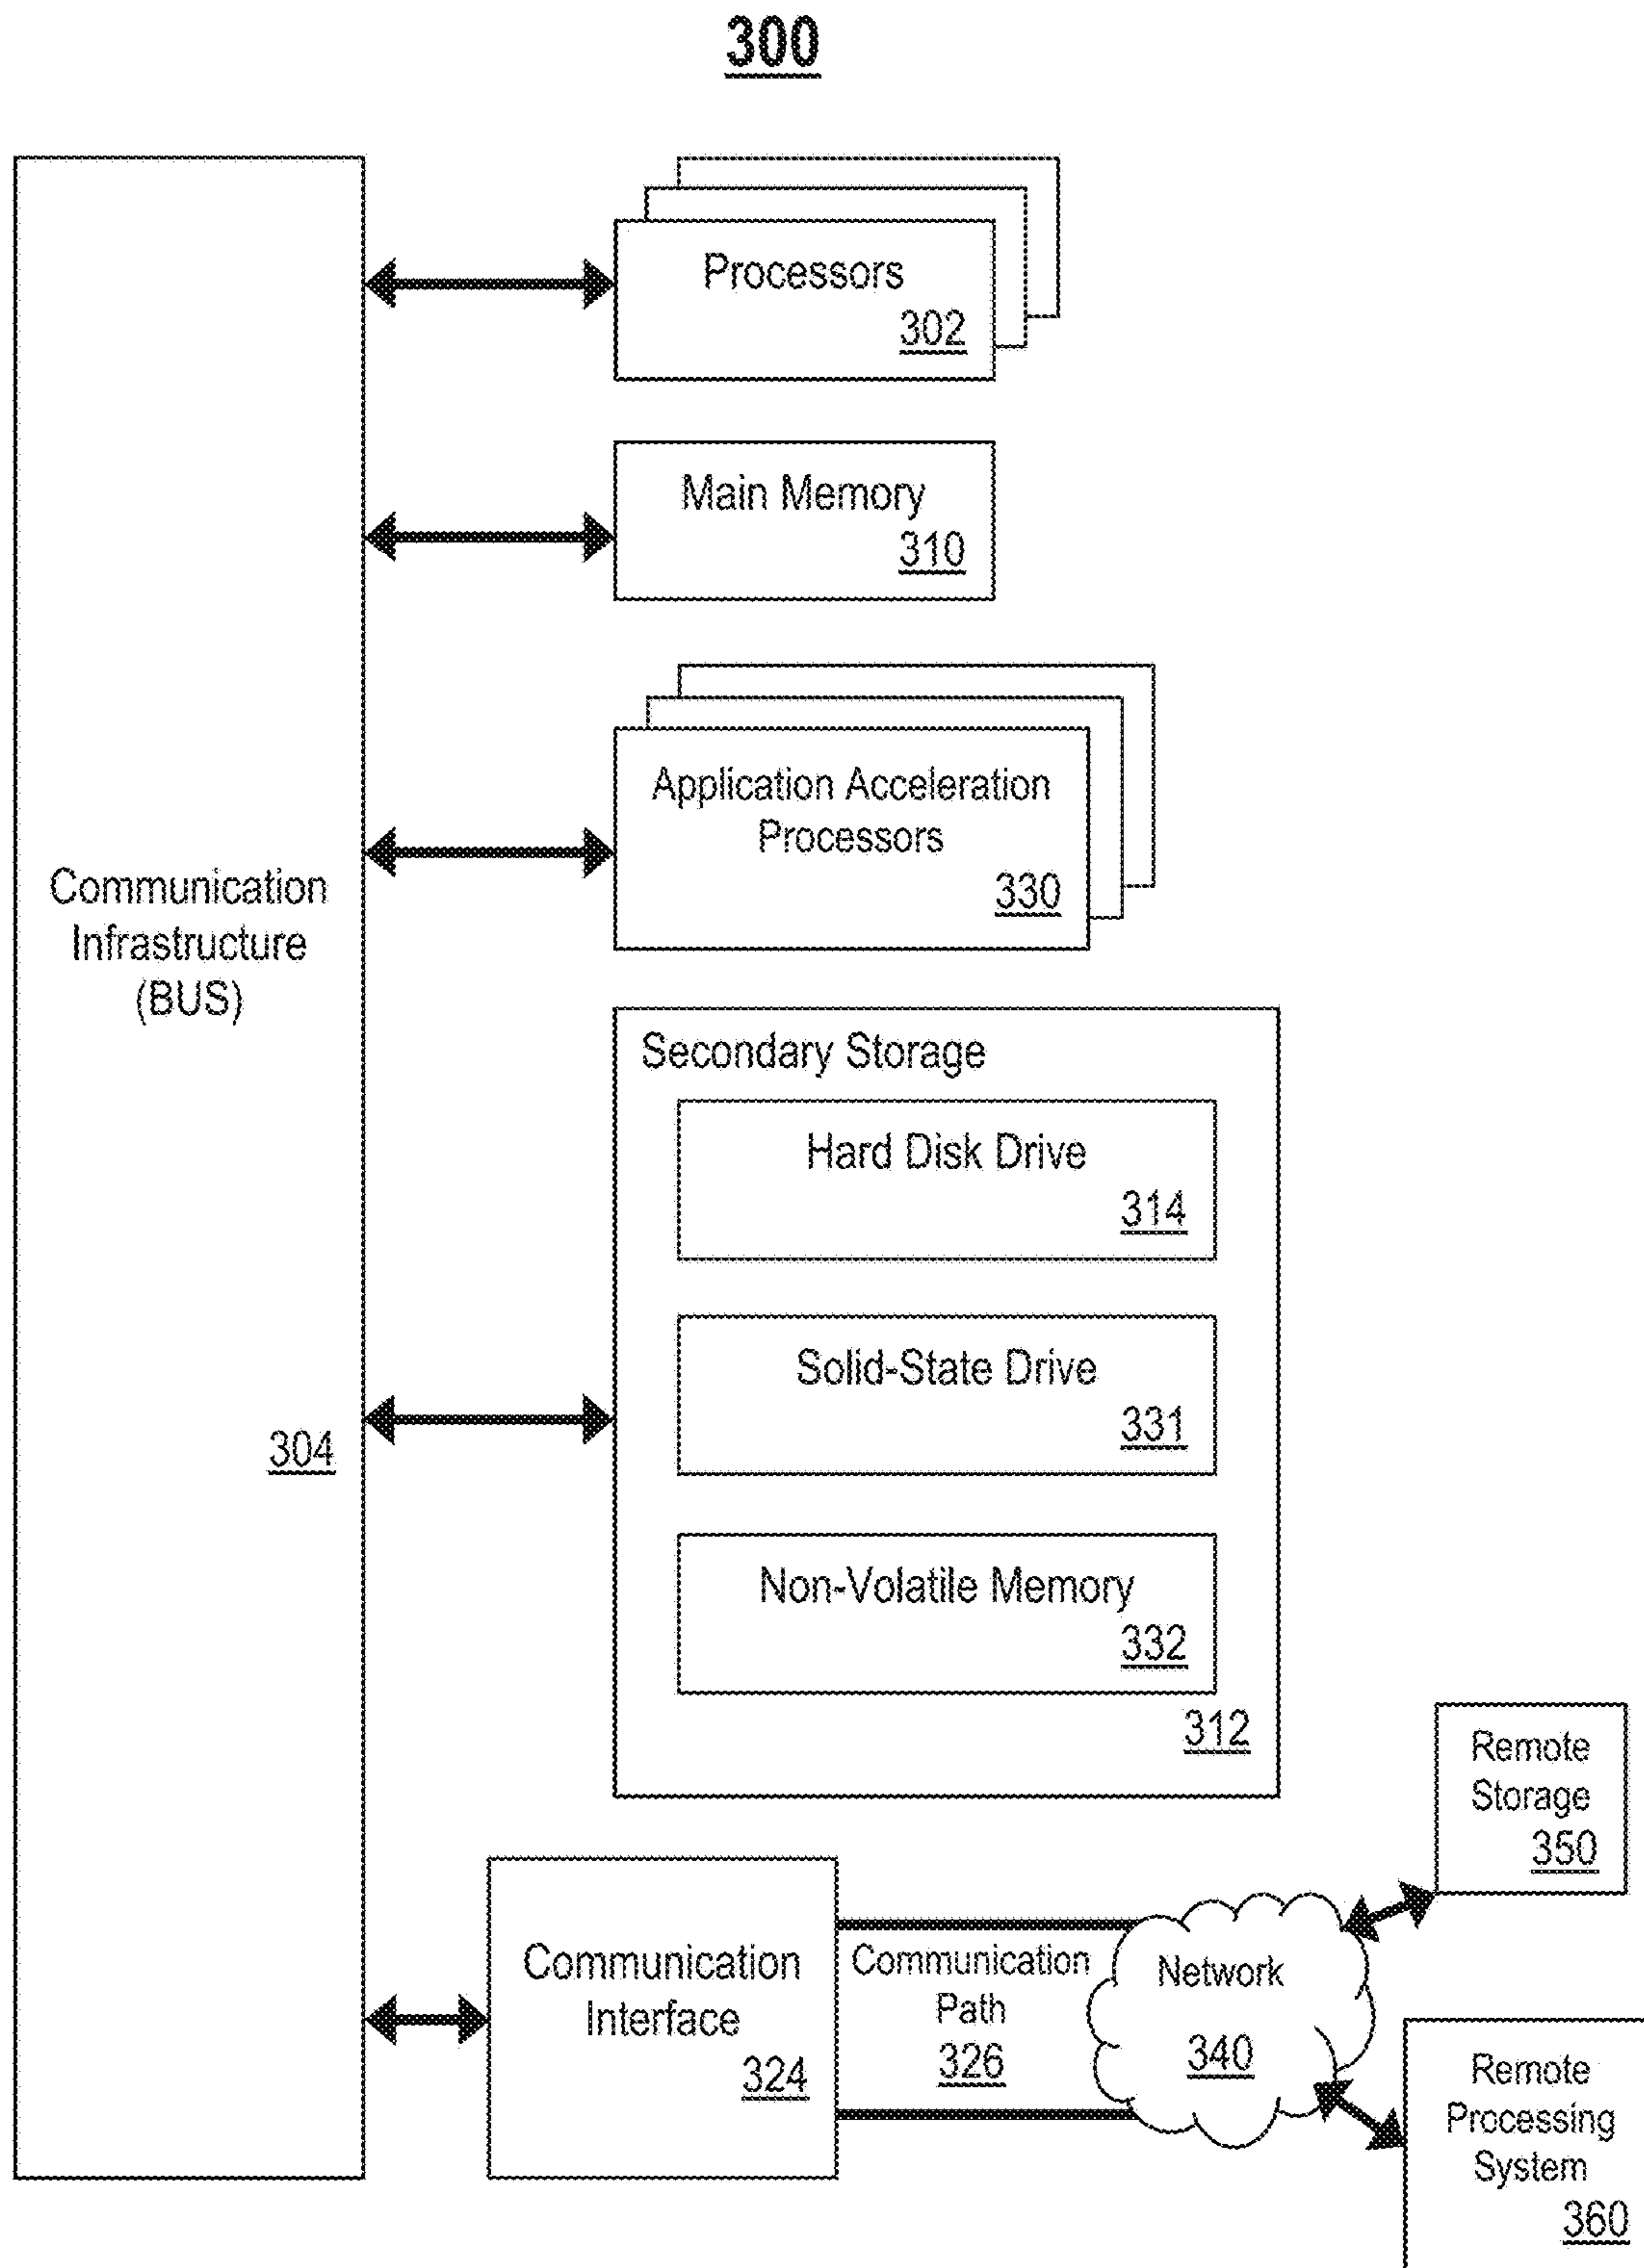 300
Processors
302
Main Memory
310
Application Acceleration
Processors
330
Communication
Infrastructure
(BUS)
304
Secondary Storage
Hard Disk Drive
314
Solid-State Drive
331
Non-Volatile Memory
332
312
Remote
Storage
350
Communication
Interface
324
Communication
Path
326
Network
340
Remote
Processing
System
360